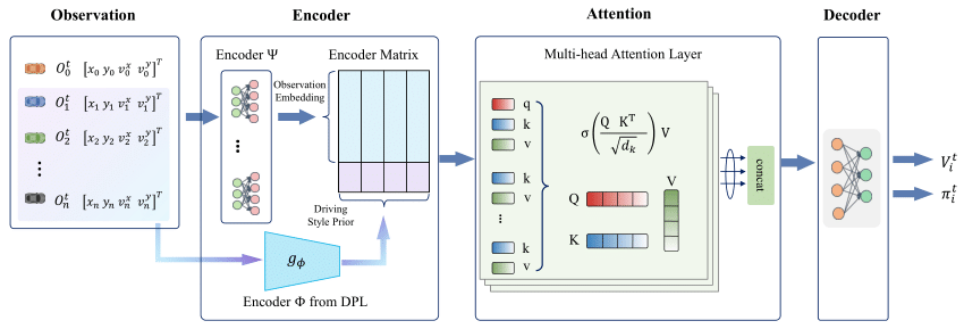 Observation
Encoder
Attention
Decoder
O_0^t [x_0 y_0 v_0^x v_0^y]^T
O_1^t [x_1 y_1 v_1^x v_1^y]^T
O_2^t [x_2 y_2 v_2^x v_2^y]^T
⋮
O_n^t [x_n y_n v_n^x v_n^y]^T
Encoder Ψ
Encoder Matrix
Observation
Embedding
Driving
Style Prior
g_ϕ
Encoder Φ from DPL
Multi-head Attention Layer
q
k
v
k
v
⋮
k
v
σ(Q K^T / √d_k) V
Q
K
V
concat
V_i^t
π_i^t